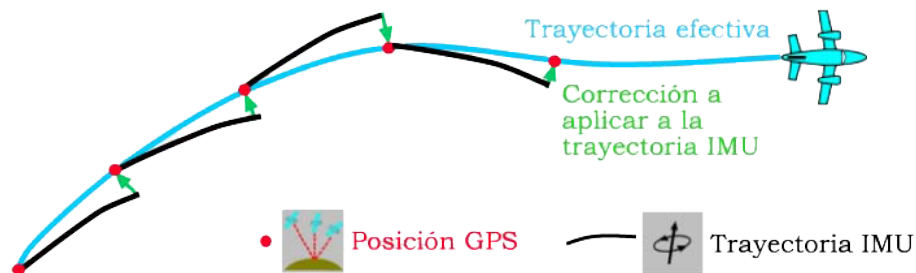 Trayectoria efectiva
Corrección a
aplicar a la
trayectoria IMU
Posición GPS
Trayectoria IMU